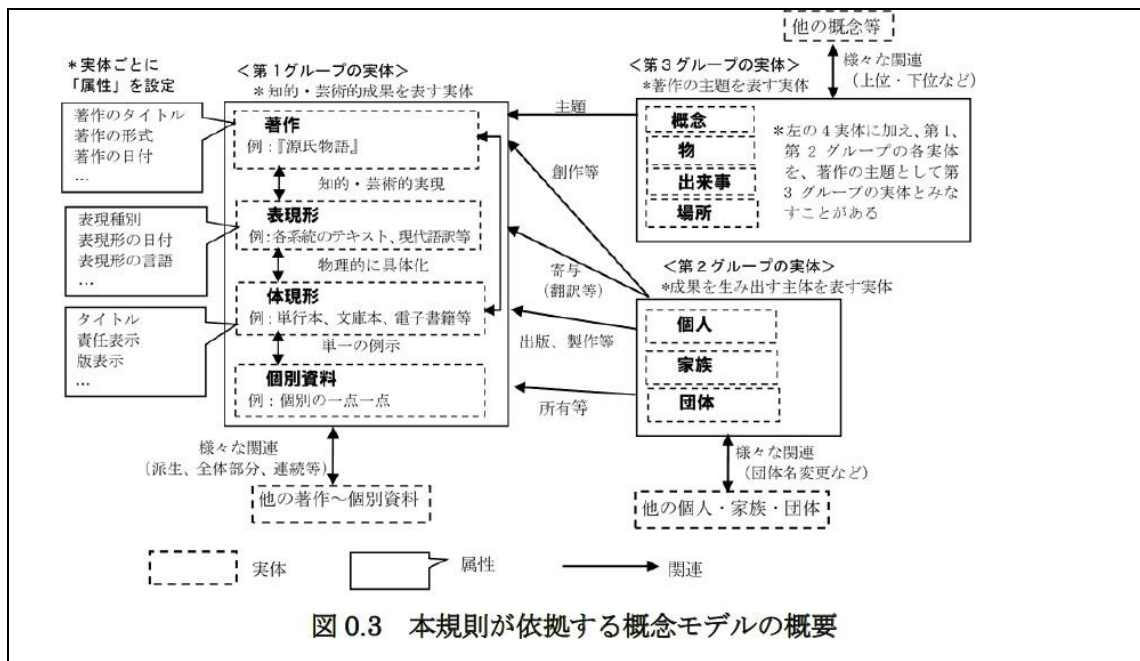 他の概念等
様々な関連
(上位・下位など)
*実体ごとに
「属性」を設定
<第1グループの実体>
*知的・芸術的成果を表す実体
<第3グループの実体>
*著作の主題を表す実体
著作のタイトル
著作の形式
著作の日付
…
著作
例:『源氏物語』
知的・芸術的実現
表現形
例:各系統のテキスト、現代語訳等
物理的に具体化
体現形
例:単行本、文庫本、電子書籍等
単一の例示
個別資料
例:個別の一点一点
表現種別
表現形の日付
表現形の言語
…
タイトル
責任表示
版表示
…
主題
創作等
寄与
(翻訳等)
出版、製作等
所有等
概念
物
出来事
場所
*左の4実体に加え、第1、
第2グループの各実体
を、著作の主題として第
3グループの実体とみな
すことがある
<第2グループの実体>
*成果を生み出す主体を表す実体
個人
家族
団体
様々な関連
(派生、全体部分、連続等)
他の著作~個別資料
様々な関連
(団体名変更など)
他の個人・家族・団体
実体
属性
関連
図 0.3 本規則が依拠する概念モデルの概要